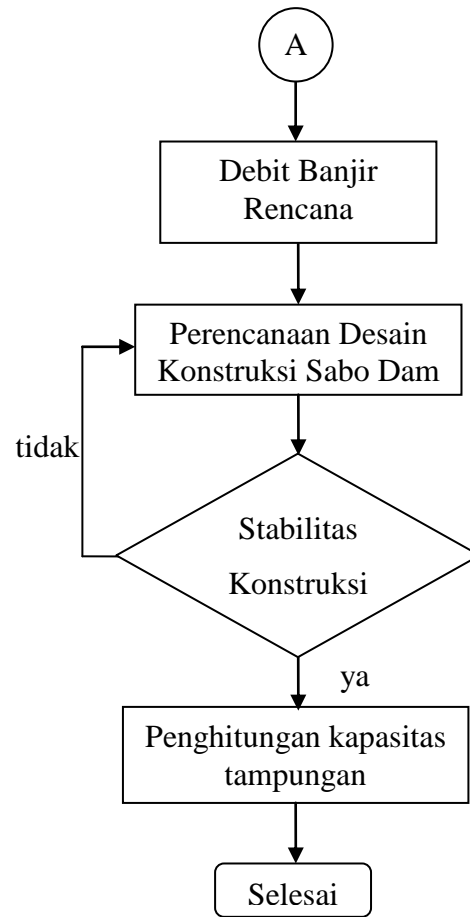 A
Debit Banjir
Rencana
Perencanaan Desain
Konstruksi Sabo Dam
tidak
Stabilitas
Konstruksi
ya
Penghitungan kapasitas
tampungan
Selesai